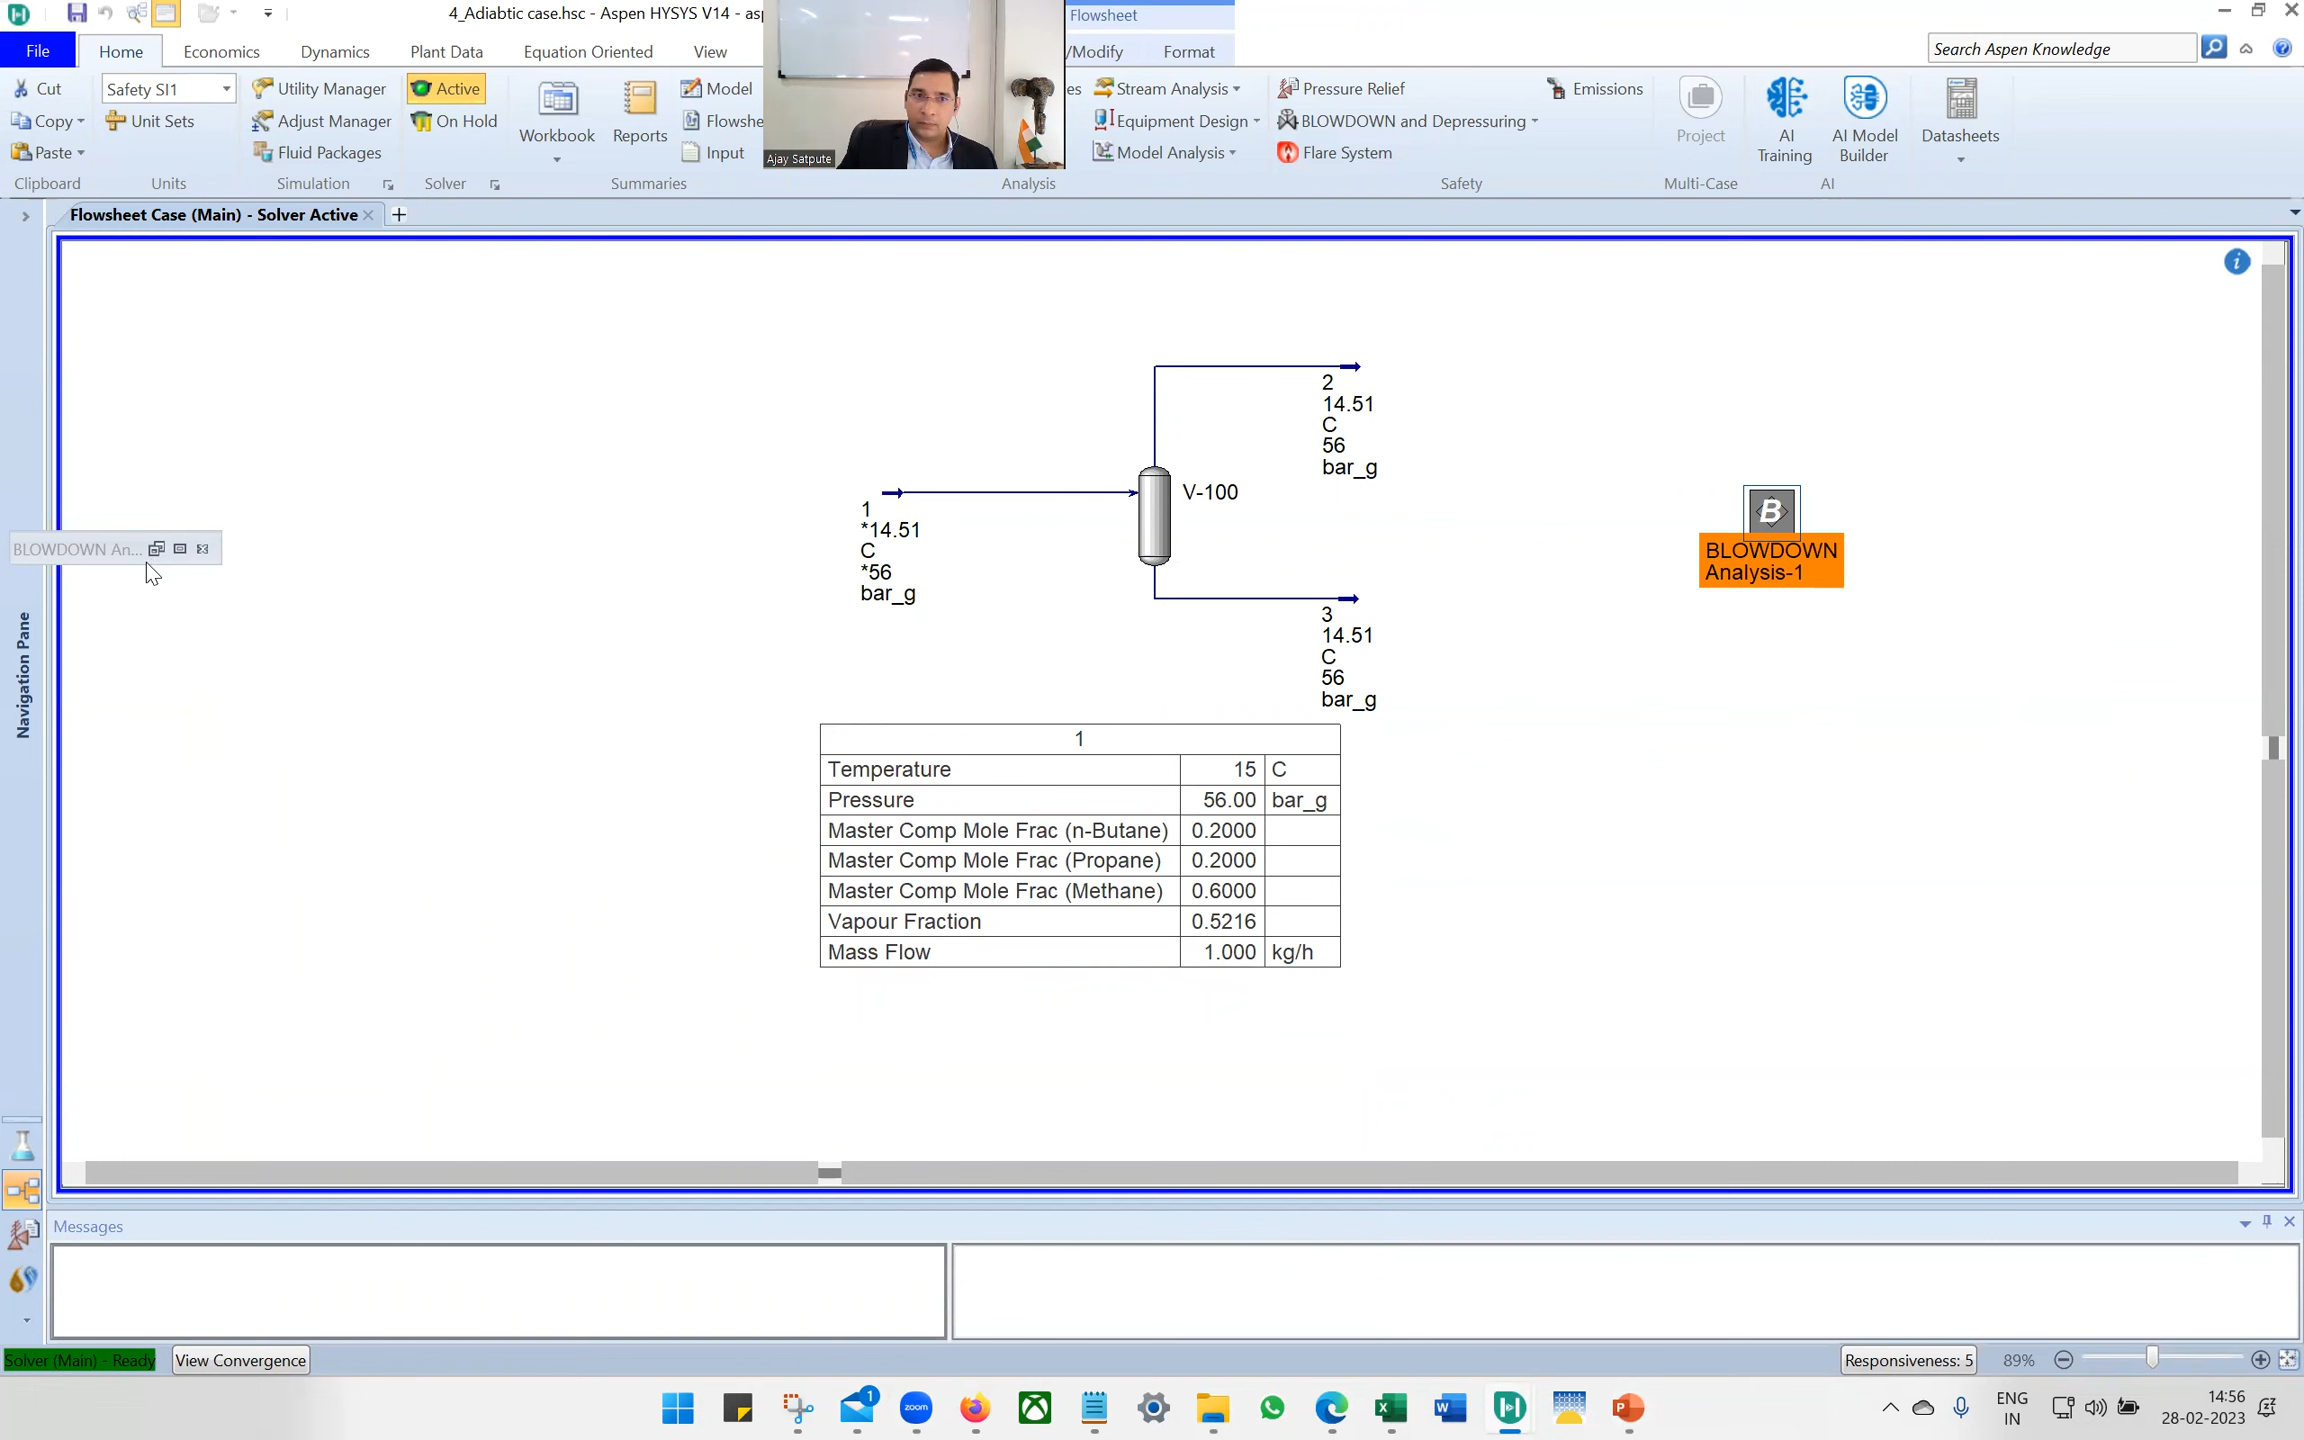 4_Adiabtic case.hsc - Aspen HYSYS V14 - asp
Flowsheet
File
Home
Economics
Dynamics
Plant Data
Equation Oriented
View
/Modify
Format
Search Aspen Knowledge
Cut
Copy
Paste
Clipboard
Safety SI1
Unit Sets
Units
Utility Manager
Adjust Manager
Fluid Packages
Simulation
Active
On Hold
Solver
Workbook
Reports
Model
Flowshe
Input
Summaries
Ajay Satpute
es
Stream Analysis
Equipment Design
Model Analysis
Analysis
Pressure Relief
BLOWDOWN and Depressuring
Flare System
Emissions
Safety
Project
Multi-Case
AI
Training
AI Model
Builder
AI
Datasheets
Flowsheet Case (Main) - Solver Active
Navigation Pane
BLOWDOWN An...
1
*14.51
C
*56
bar_g
V-100
2
14.51
C
56
bar_g
3
14.51
C
56
bar_g
B
BLOWDOWN
Analysis-1
1
Temperature 15 C
Pressure 56.00 bar_g
Master Comp Mole Frac (n-Butane) 0.2000
Master Comp Mole Frac (Propane) 0.2000
Master Comp Mole Frac (Methane) 0.6000
Vapour Fraction 0.5216
Mass Flow 1.000 kg/h
Messages
Solver (Main) - Ready
View Convergence
Responsiveness: 5
89%
1
zoom
ENG
IN
14:56
28-02-2023